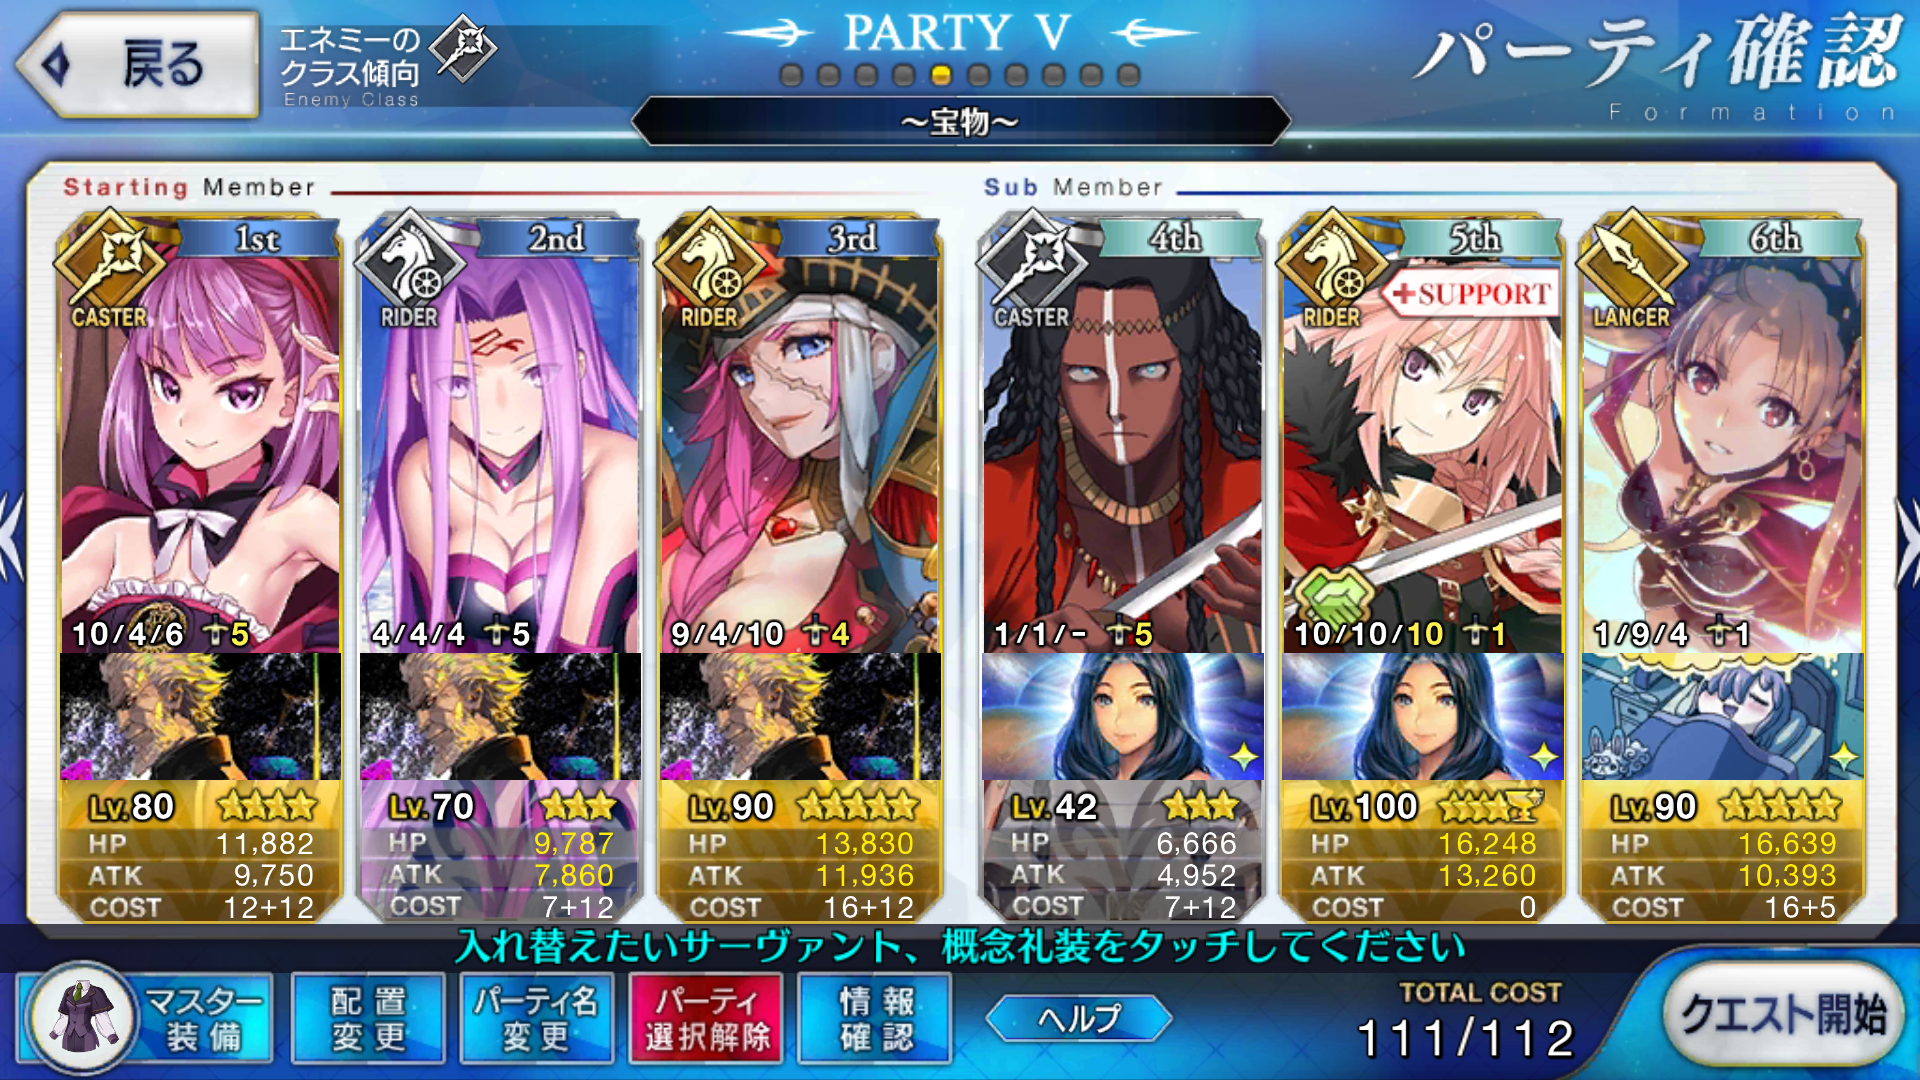 戻る
エネミーの
クラス傾向
Enemy Class
PARTY V
パーティ確認
Formation
～宝物～
Starting Member
Sub Member
1st
CASTER
10/4/6 5
Lv.80
HP 11,882
ATK 9,750
COST 12+12
2nd
RIDER
4/4/4 5
Lv.70
HP 9,787
ATK 7,860
COST 7+12
3rd
RIDER
9/4/10 4
Lv.90
HP 13,830
ATK 11,936
COST 16+12
4th
CASTER
1/1/- 5
Lv.42
HP 6,666
ATK 4,952
COST 7+12
5th
+SUPPORT
RIDER
10/10/10 1
Lv.100
HP 16,248
ATK 13,260
COST 0
6th
LANCER
1/9/4 1
Lv.90
HP 16,639
ATK 10,393
COST 16+5
入れ替えたいサーヴァント、概念礼装をタッチしてください
マスター
装備
配置
変更
パーティ名
変更
パーティ
選択解除
情報
確認
ヘルプ
TOTAL COST
111/112
クエスト開始